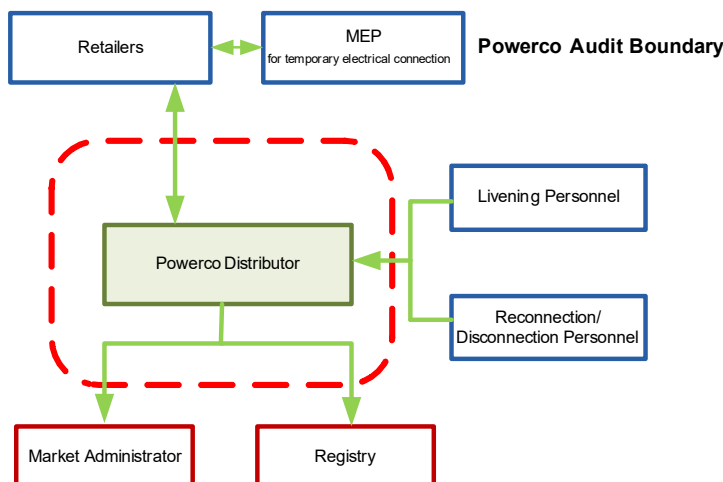 Retailers
MEP
for temporary electrical connection
Powerco Audit Boundary
Livening Personnel
Powerco Distributor
Reconnection/
Disconnection Personnel
Market Administrator
Registry